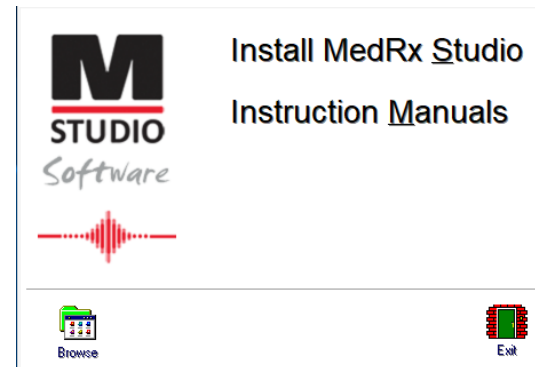 Install MedRx Studio
Instruction Manuals
M
STUDIO
Software
Browse
Exit